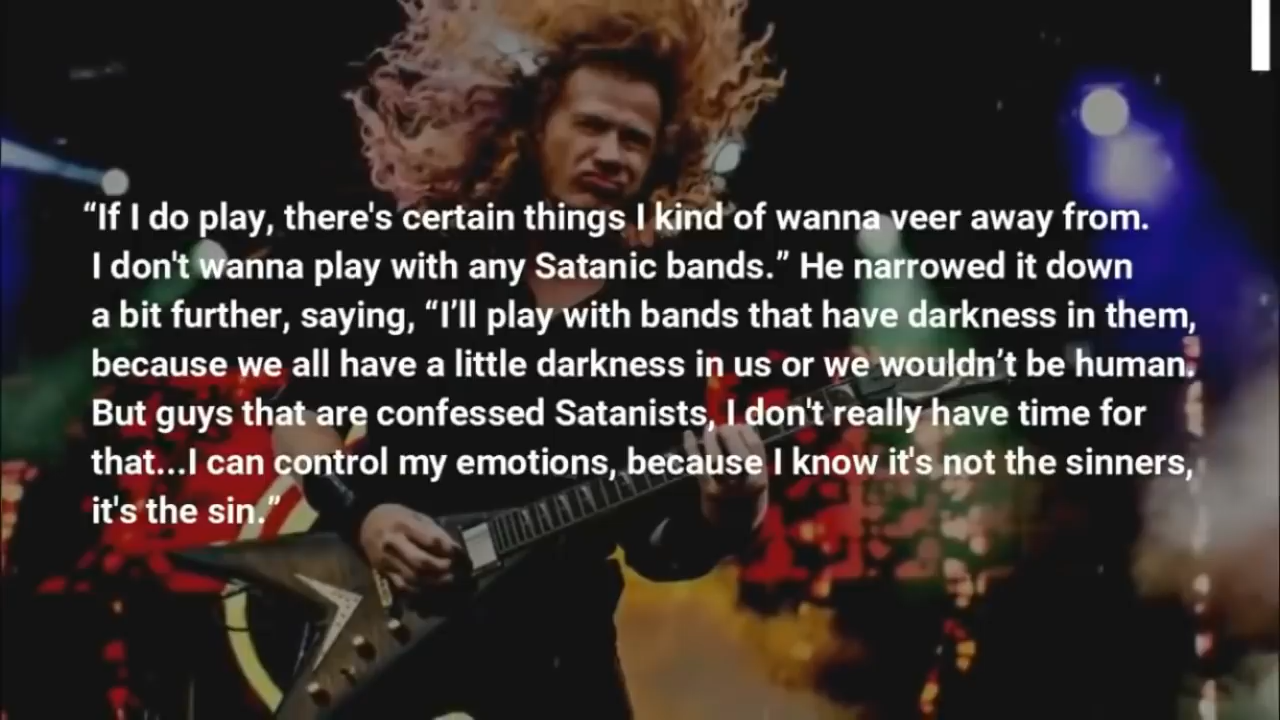 “If I do play, there's certain things I kind of wanna veer away from.
I don't wanna play with any Satanic bands.” He narrowed it down
a bit further, saying, “I’ll play with bands that have darkness in them,
because we all have a little darkness in us or we wouldn’t be human.
But guys that are confessed Satanists, I don't really have time for
that...I can control my emotions, because I know it's not the sinners,
it's the sin.”